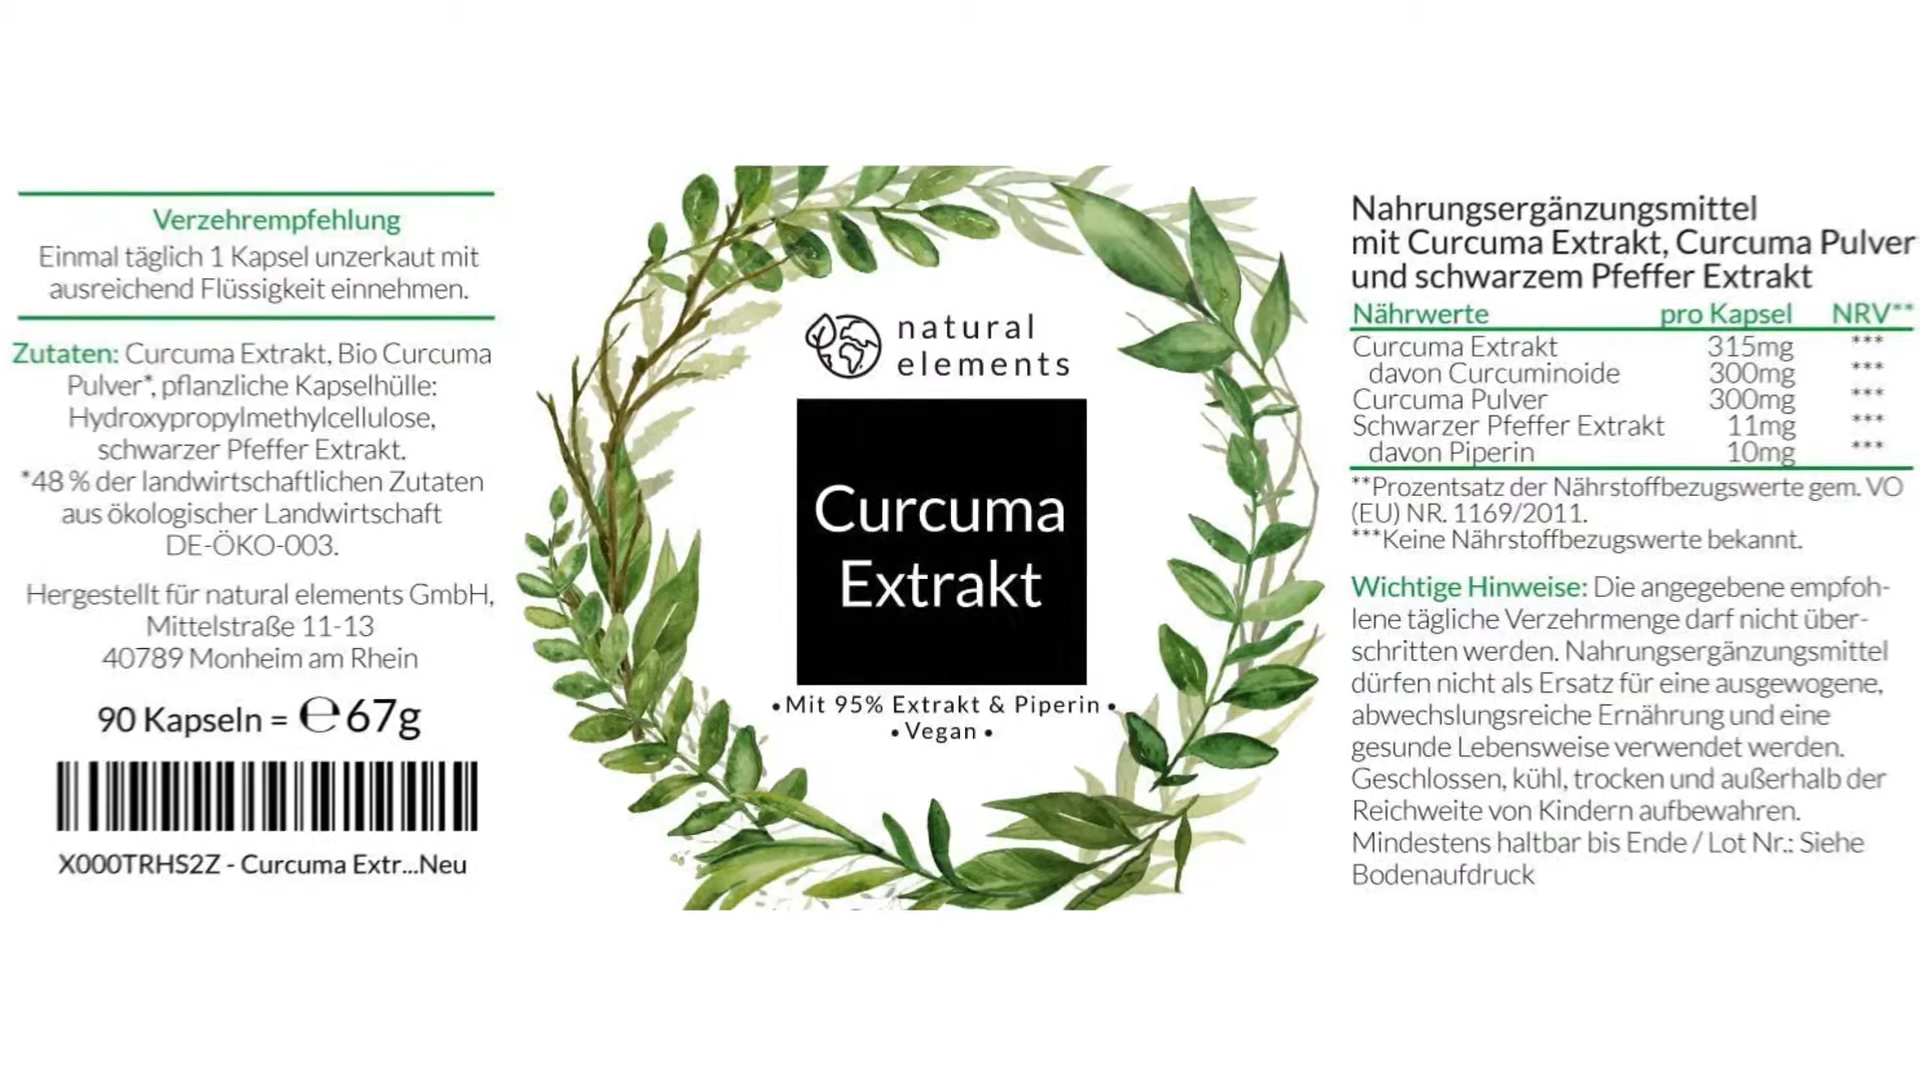 Verzehrempfehlung
Einmal täglich 1 Kapsel unzerkaut mit
ausreichend Flüssigkeit einnehmen.
Zutaten: Curcuma Extrakt, Bio Curcuma
Pulver*, pflanzliche Kapselhülle:
Hydroxypropylmethylcellulose,
schwarzer Pfeffer Extrakt.
*48 % der landwirtschaftlichen Zutaten
aus ökologischer Landwirtschaft
DE-ÖKO-003.
Hergestellt für natural elements GmbH,
Mittelstraße 11-13
40789 Monheim am Rhein
90 Kapseln = ℮67g
X000TRHS2Z - Curcuma Extr...Neu
natural
elements
Curcuma
Extrakt
•Mit 95% Extrakt & Piperin•
•Vegan•
Nahrungsergänzungsmittel
mit Curcuma Extrakt, Curcuma Pulver
und schwarzem Pfeffer Extrakt
Nährwerte pro Kapsel NRV**
Curcuma Extrakt 315mg ***
davon Curcuminoide 300mg ***
Curcuma Pulver 300mg ***
Schwarzer Pfeffer Extrakt 11mg ***
davon Piperin 10mg ***
**Prozentsatz der Nährstoffbezugswerte gem. VO
(EU) NR. 1169/2011.
***Keine Nährstoffbezugswerte bekannt.
Wichtige Hinweise: Die angegebene empfoh-
lene tägliche Verzehrmenge darf nicht über-
schritten werden. Nahrungsergänzungsmittel
dürfen nicht als Ersatz für eine ausgewogene,
abwechslungsreiche Ernährung und eine
gesunde Lebensweise verwendet werden.
Geschlossen, kühl, trocken und außerhalb der
Reichweite von Kindern aufbewahren.
Mindestens haltbar bis Ende / Lot Nr.: Siehe
Bodenaufdruck